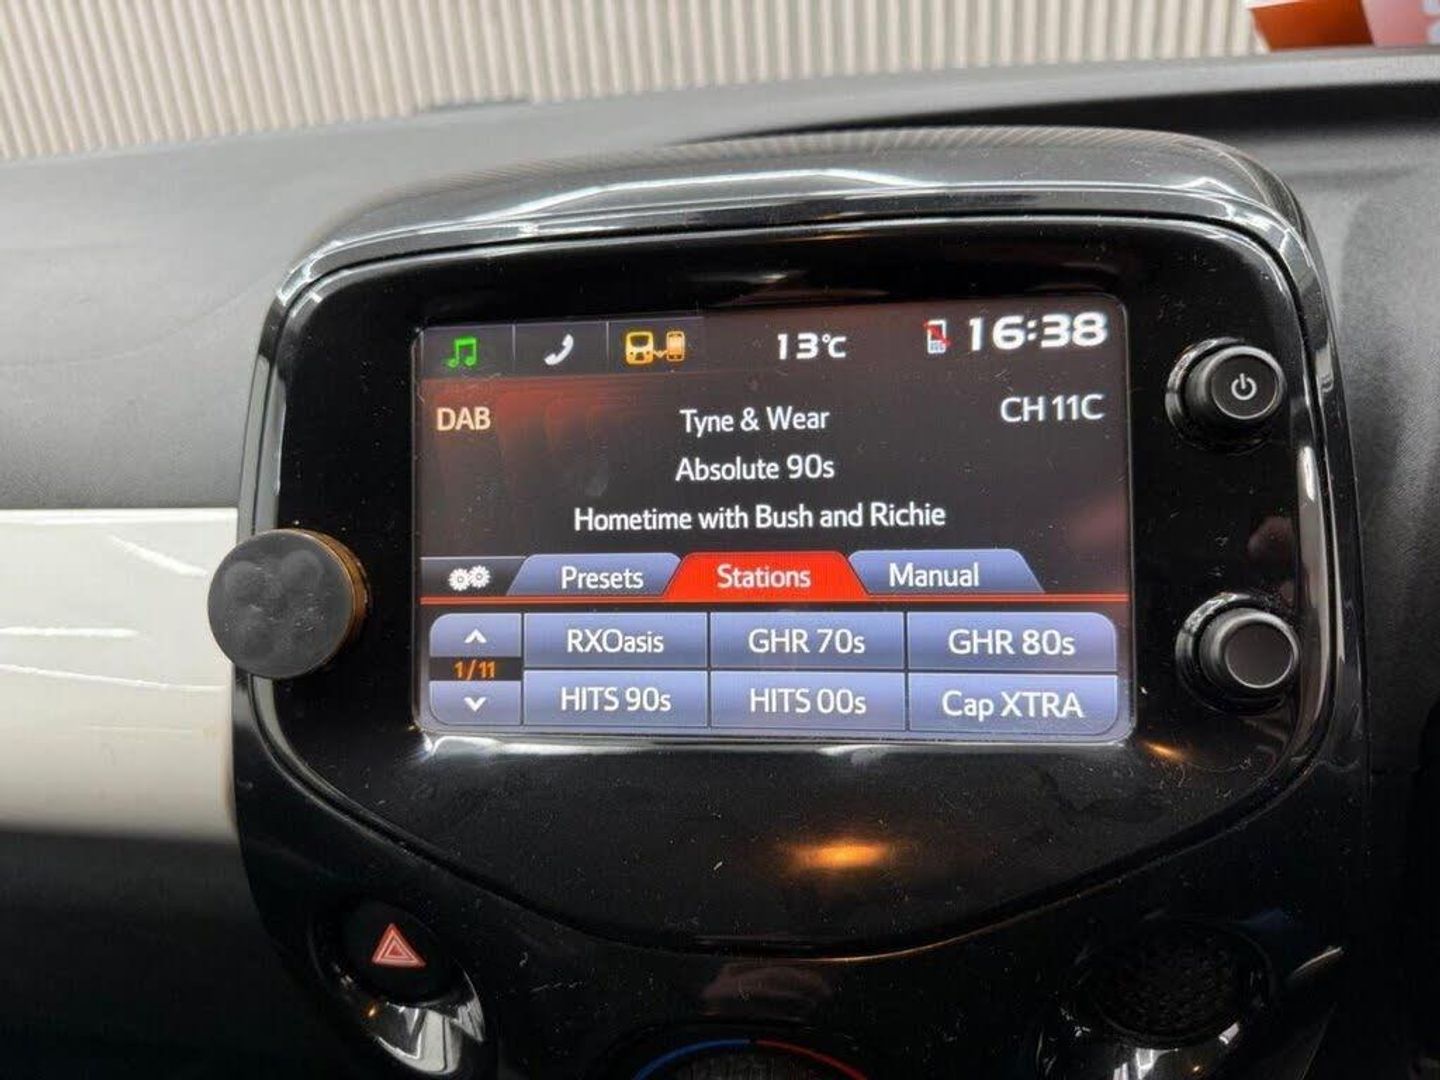 13°C 16:38
DAB Tyne & Wear CH 11C
Absolute 90s
Hometime with Bush and Richie
Presets Stations Manual
RXOasis GHR 70s GHR 80s
1/11
HITS 90s HITS 00s Cap XTRA